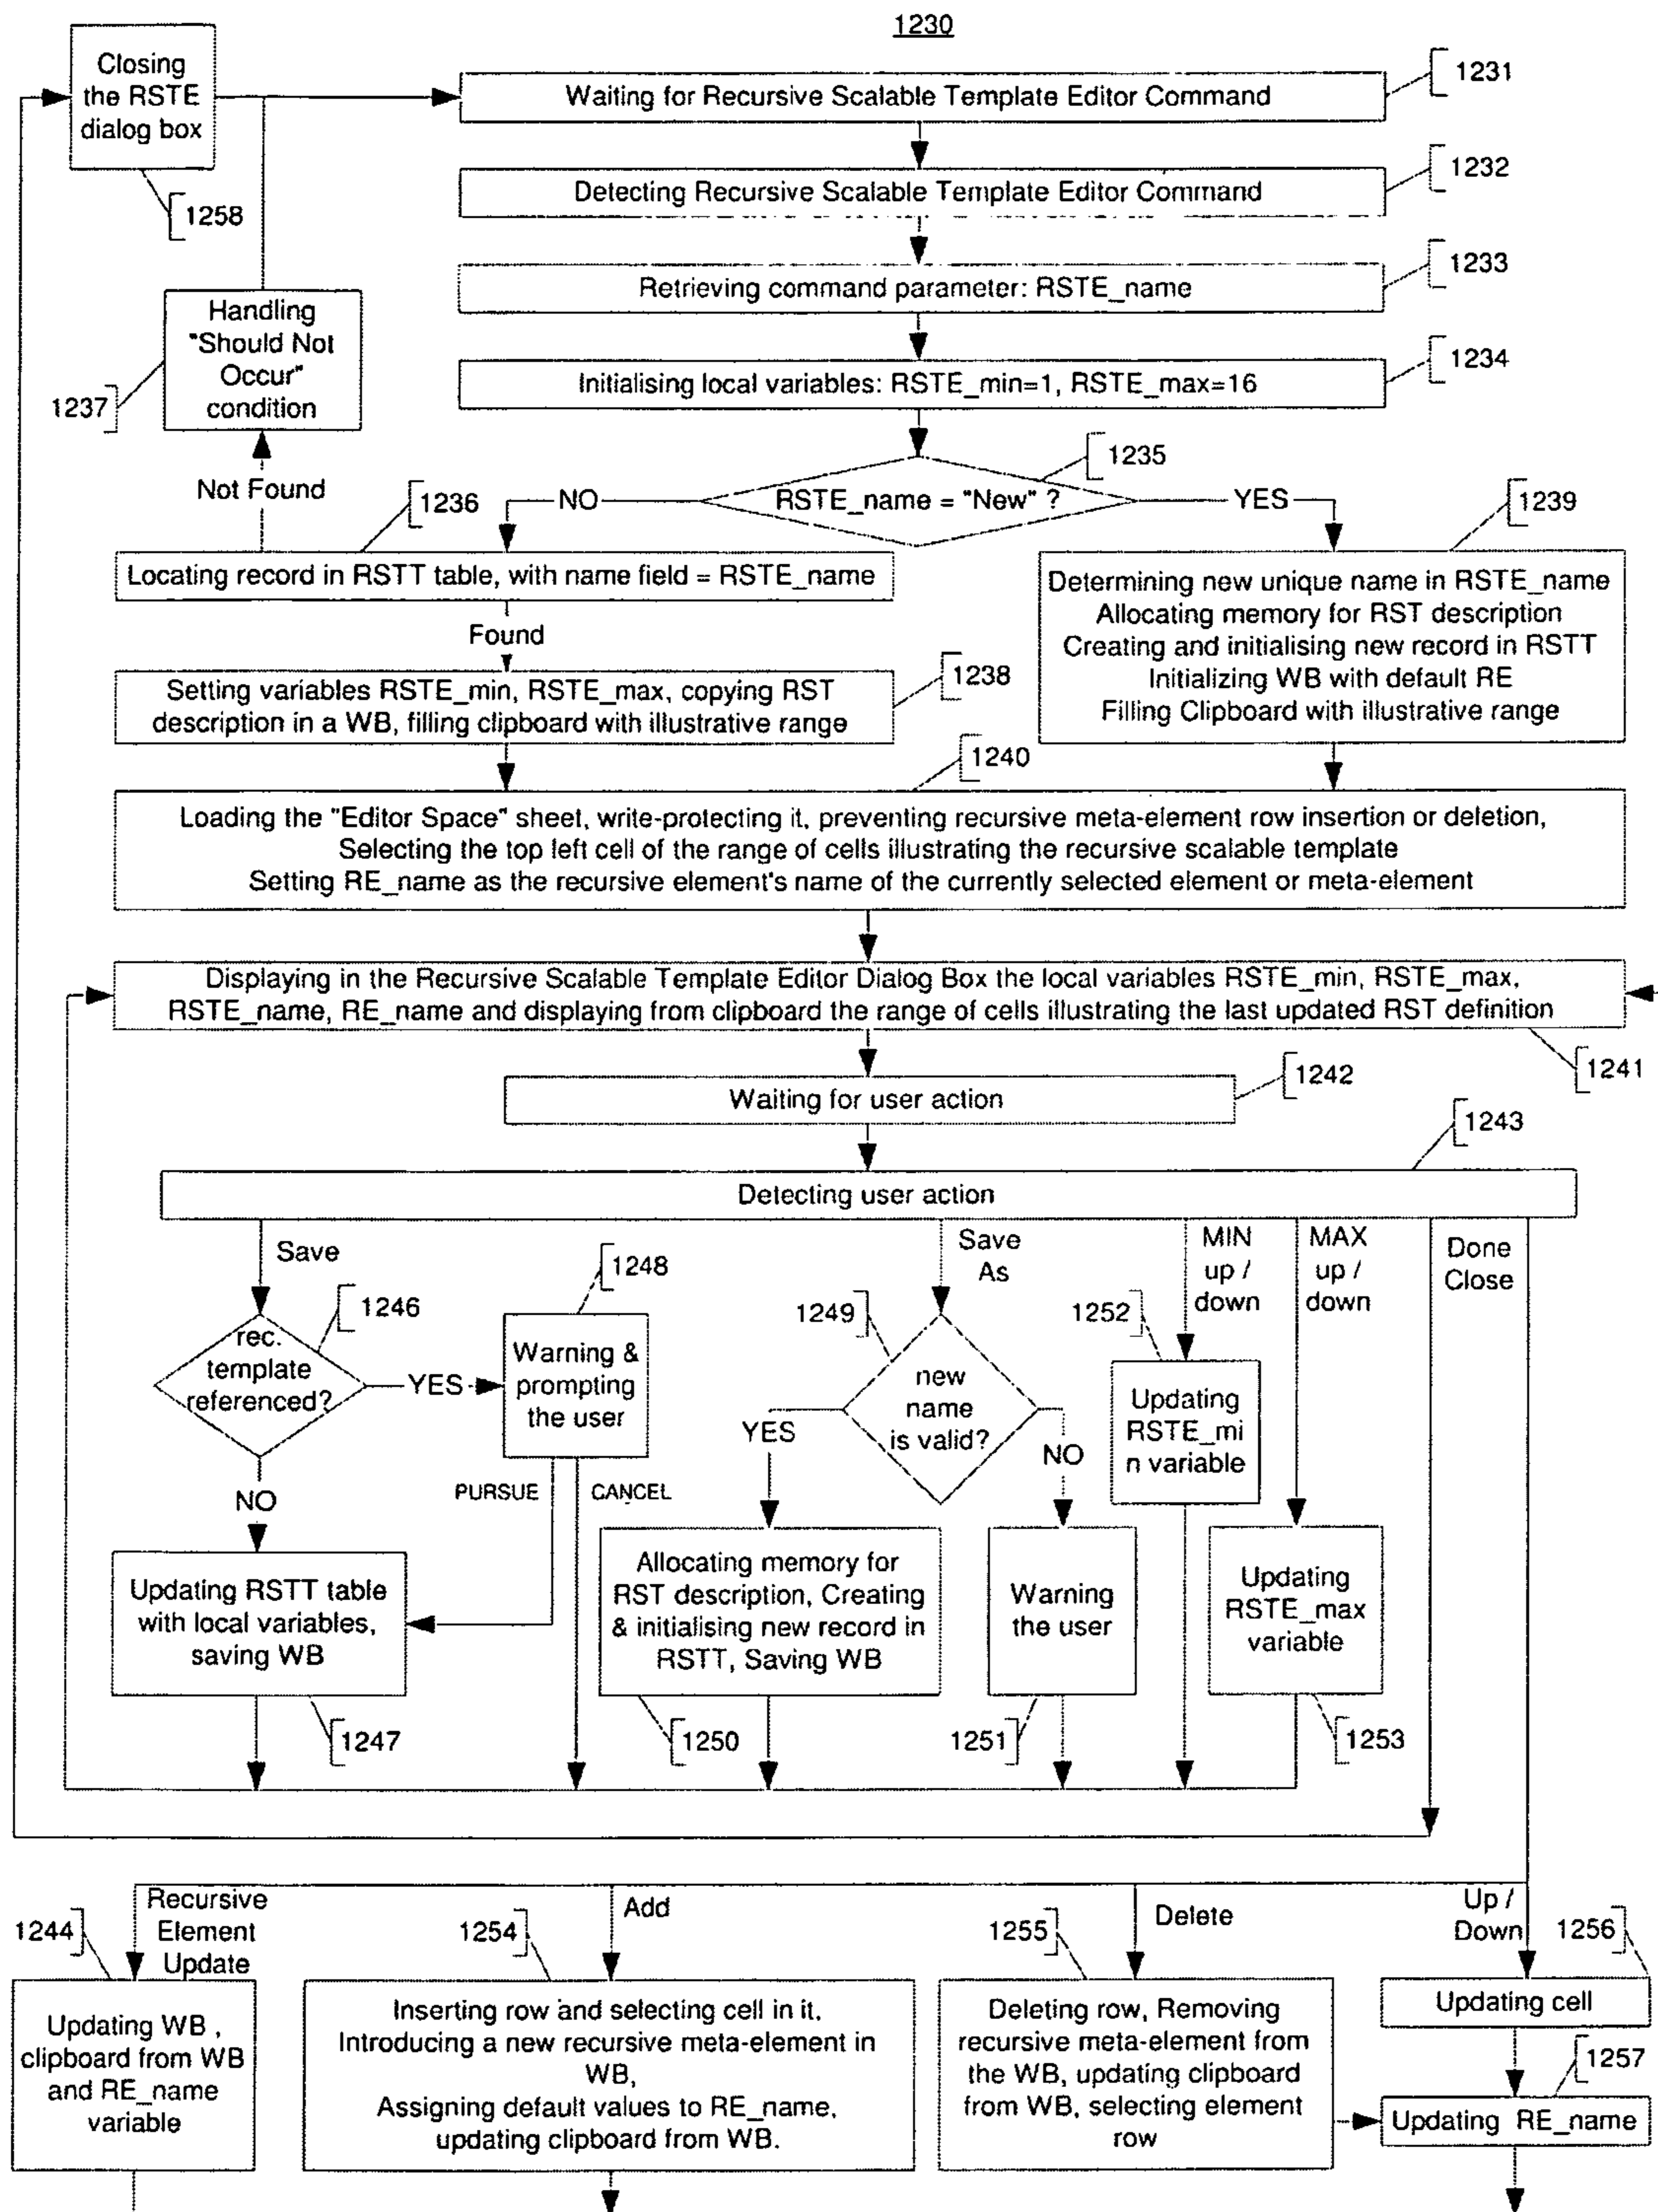 1230
Closing
the RSTE
dialog box
1258
Waiting for Recursive Scalable Template Editor Command
1231
Detecting Recursive Scalable Template Editor Command
1232
Retrieving command parameter: RSTE_name
1233
Initialising local variables: RSTE_min=1, RSTE_max=16
1234
Handling
"Should Not
Occur"
condition
1237
Not Found
1236
NO
RSTE_name = "New" ?
1235
YES
1239
Locating record in RSTT table, with name field = RSTE_name
Found
Setting variables RSTE_min, RSTE_max, copying RST
description in a WB, filling clipboard with illustrative range
1238
Determining new unique name in RSTE_name
Allocating memory for RST description
Creating and initialising new record in RSTT
Initializing WB with default RE
Filling Clipboard with illustrative range
1240
Loading the "Editor Space" sheet, write-protecting it, preventing recursive meta-element row insertion or deletion,
Selecting the top left cell of the range of cells illustrating the recursive scalable template
Setting RE_name as the recursive element's name of the currently selected element or meta-element
Displaying in the Recursive Scalable Template Editor Dialog Box the local variables RSTE_min, RSTE_max,
RSTE_name, RE_name and displaying from clipboard the range of cells illustrating the last updated RST definition
1241
Waiting for user action
1242
1243
Detecting user action
Save
1246
rec.
template
referenced?
YES
1248
Warning &
prompting
the user
NO
PURSUE
CANCEL
Updating RSTT table
with local variables,
saving WB
1247
Save
As
1249
new
name
is valid?
YES
NO
Allocating memory for
RST description, Creating
& initialising new record in
RSTT, Saving WB
1250
Warning
the user
1251
MIN
up /
down
1252
Updating
RSTE_mi
n variable
MAX
up /
down
Updating
RSTE_max
variable
1253
Done
Close
Recursive
Element
Update
1244
Updating WB ,
clipboard from WB
and RE_name
variable
Add
1254
Inserting row and selecting cell in it,
Introducing a new recursive meta-element in
WB,
Assigning default values to RE_name,
updating clipboard from WB.
Delete
1255
Deleting row, Removing
recursive meta-element from
the WB, updating clipboard
from WB, selecting element
row
Up /
Down
1256
Updating cell
1257
Updating RE_name